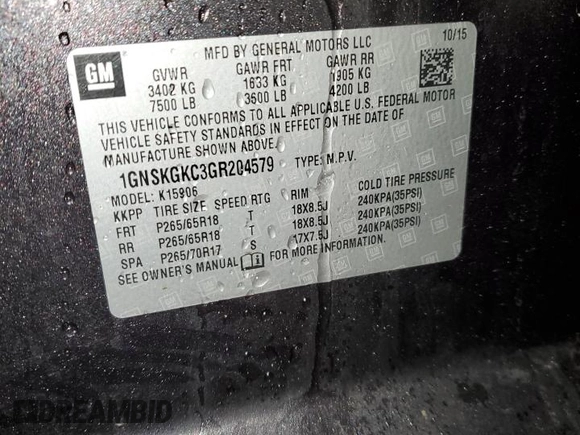 GM
MFD BY GENERAL MOTORS LLC 10/15
GVWR GAWR FRT GAWR RR
3402 KG 1633 KG 1905 KG
7500 LB 3600 LB 4200 LB
THIS VEHICLE CONFORMS TO ALL APPLICABLE U.S. FEDERAL MOTOR
VEHICLE SAFETY STANDARDS IN EFFECT ON THE DATE OF
MANUFACTURE SHOWN ABOVE.
1GNSKGKC3GR204579 TYPE: M.P.V.
MODEL: K15906
KKPP TIRE SIZE SPEED RTG RIM COLD TIRE PRESSURE
FRT P265/65R18 T 18X8.5J 240KPA(35PSI)
RR P265/65R18 T 18X8.5J 240KPA(35PSI)
SPA P265/70R17 S 17X7.5J 240KPA(35PSI)
SEE OWNER'S MANUAL FOR MORE INFORMATION.
DREAMBID